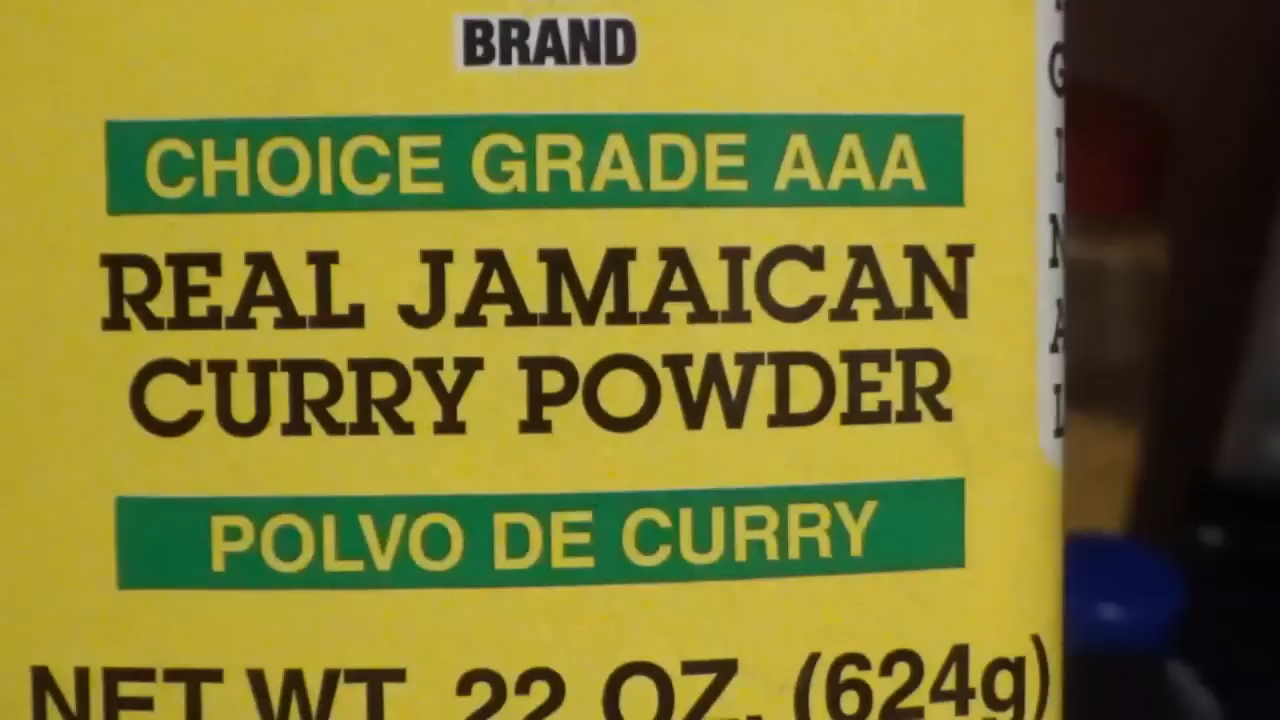 BRAND
CHOICE GRADE AAA
REAL JAMAICAN
CURRY POWDER
POLVO DE CURRY
NET WT. 22 OZ. (624g)